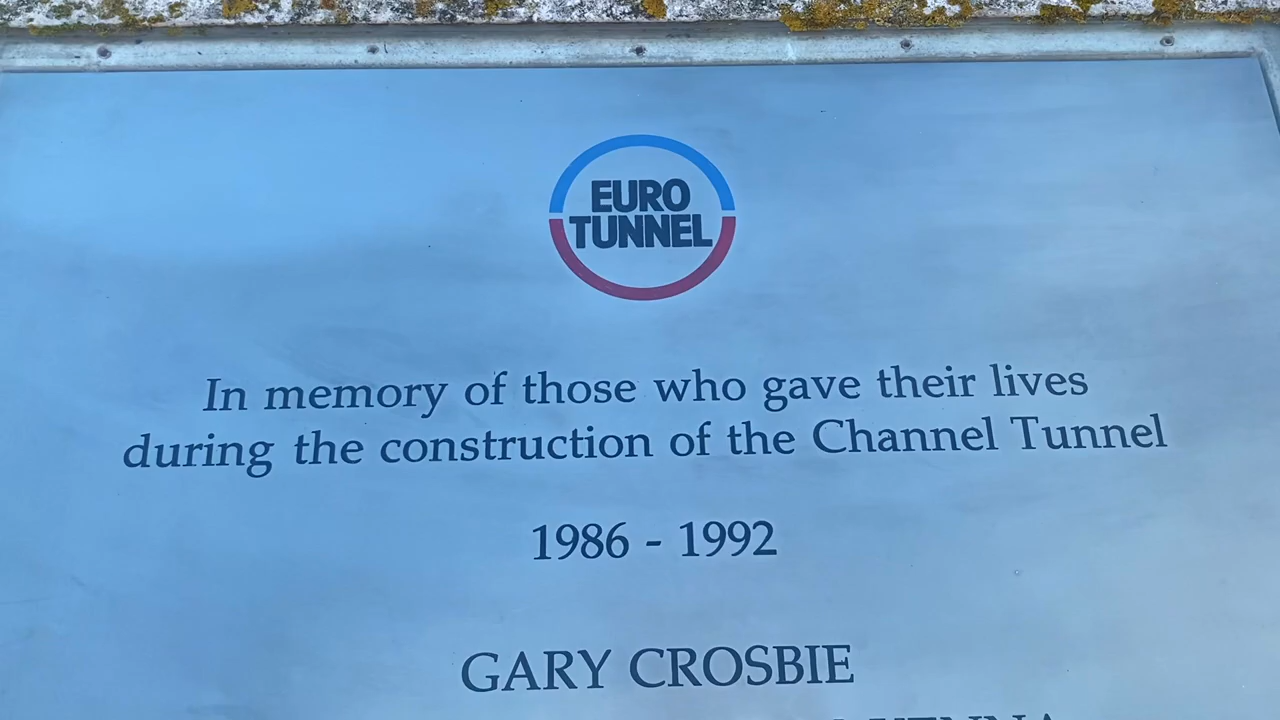 EURO
TUNNEL
In memory of those who gave their lives
during the construction of the Channel Tunnel
1986 - 1992
GARY CROSBIE